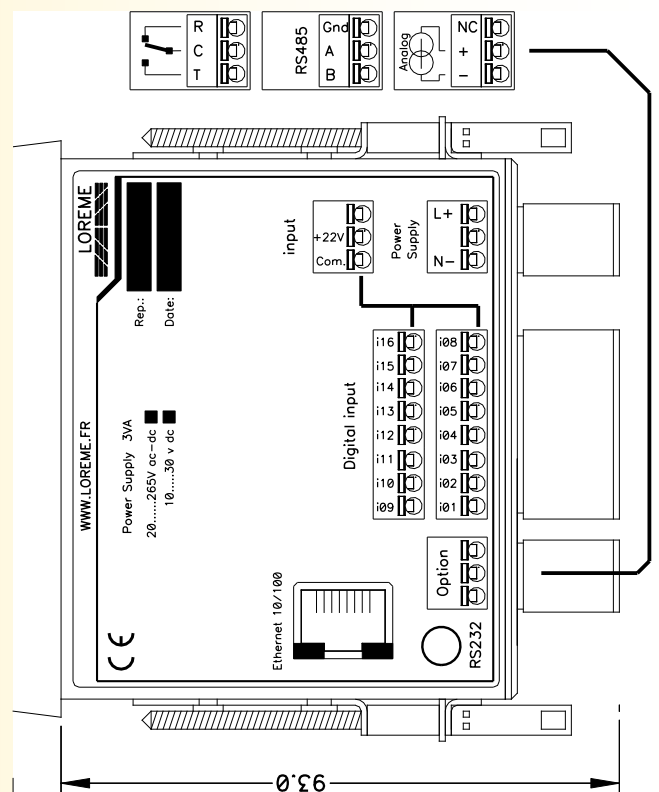 R
C
T
RS485
Gnd
A
B
Analog
NC
+
-
LOREME
Rep.:
Date:
WWW.LOREME.FR
Power Supply 3VA
20......265V ac-dc
10.....30 v dc
input
+22V
Com.
Power
Supply
L+
N-
Digital input
i16
i15
i14
i13
i12
i11
i10
i09
i08
i07
i06
i05
i04
i03
i02
i01
Option
Ethernet 10/100
RS232
CE
93.0